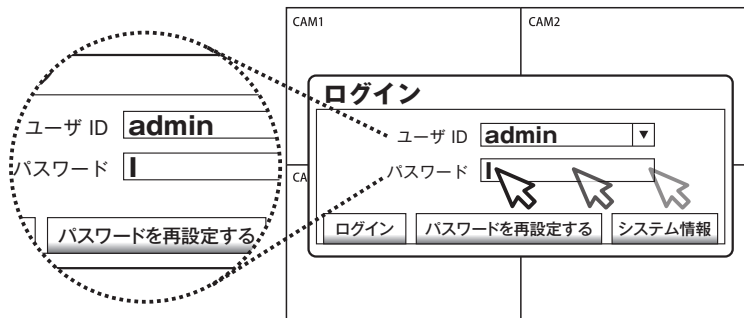 CAM1
CAM2
ログイン
ユーザ ID admin
パスワード
ユーザ ID admin ▼
パスワード
CA
パスワードを再設定する
ログイン パスワードを再設定する システム情報